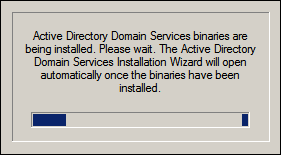 Active Directory Domain Services binaries are
being installed. Please wait. The Active Directory
Domain Services Installation Wizard will open
automatically once the binaries have been
installed.